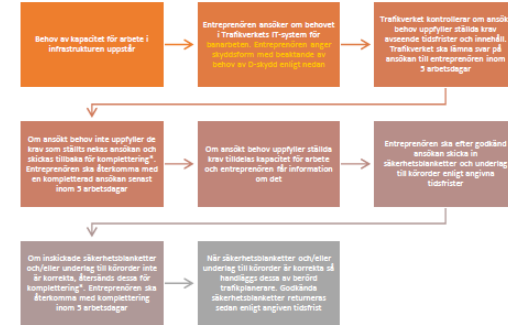 Behov av kapacitet för arbete i
infrastrukturen uppstår
Entreprenören ansöker om behovet
i Trafikverkets IT-system för
banarbeten. Entreprenören anger
skyddsform med beaktande av
behov av D-skydd enligt nedan
Trafikverket kontrollerar om ansökt
behov uppfyller ställda krav
avseende tidsfrister och innehåll.
Trafikverket ska lämna svar på
ansökan till entreprenören inom
5 arbetsdagar
Om ansökt behov inte uppfyller de
krav som ställts nekas ansökan och
skickas tillbaka för komplettering*.
Entreprenören ska återkomma med
en kompletterad ansökan senast
inom 5 arbetsdagar
Om ansökt behov uppfyller ställda
krav tilldelas kapacitet för arbete
och entreprenören får information
om det
Entreprenören ska efter godkänd
ansökan skicka in
säkerhetsblanketter och underlag
till körorder enligt angivna
tidsfrister
Om inskickade säkerhetsblanketter
och/eller underlag till körorder inte
är korrekta, återsänds dessa för
komplettering*. Entreprenören ska
återkomma med komplettering
inom 5 arbetsdagar
När säkerhetsblanketter och/eller
underlag till körorder är korrekta så
handläggs dessa av berörd
trafikplanerare. Godkända
säkerhetsblanketter returneras
sedan enligt angiven tidsfrist